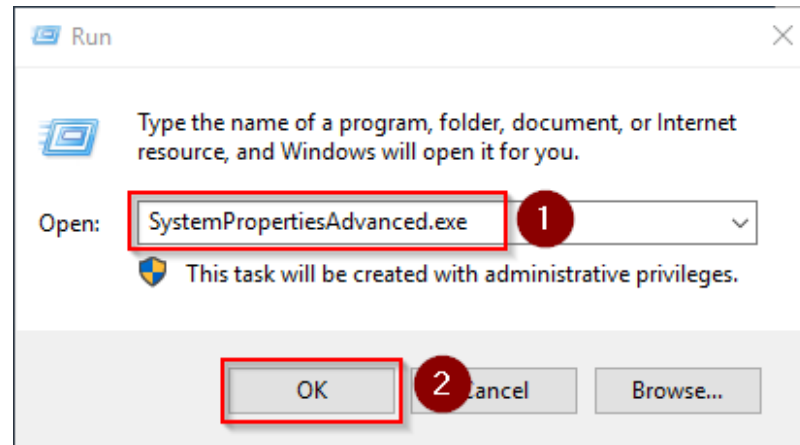 Run
Type the name of a program, folder, document, or Internet
resource, and Windows will open it for you.
Open: SystemPropertiesAdvanced.exe 1
This task will be created with administrative privileges.
OK 2 Cancel Browse...